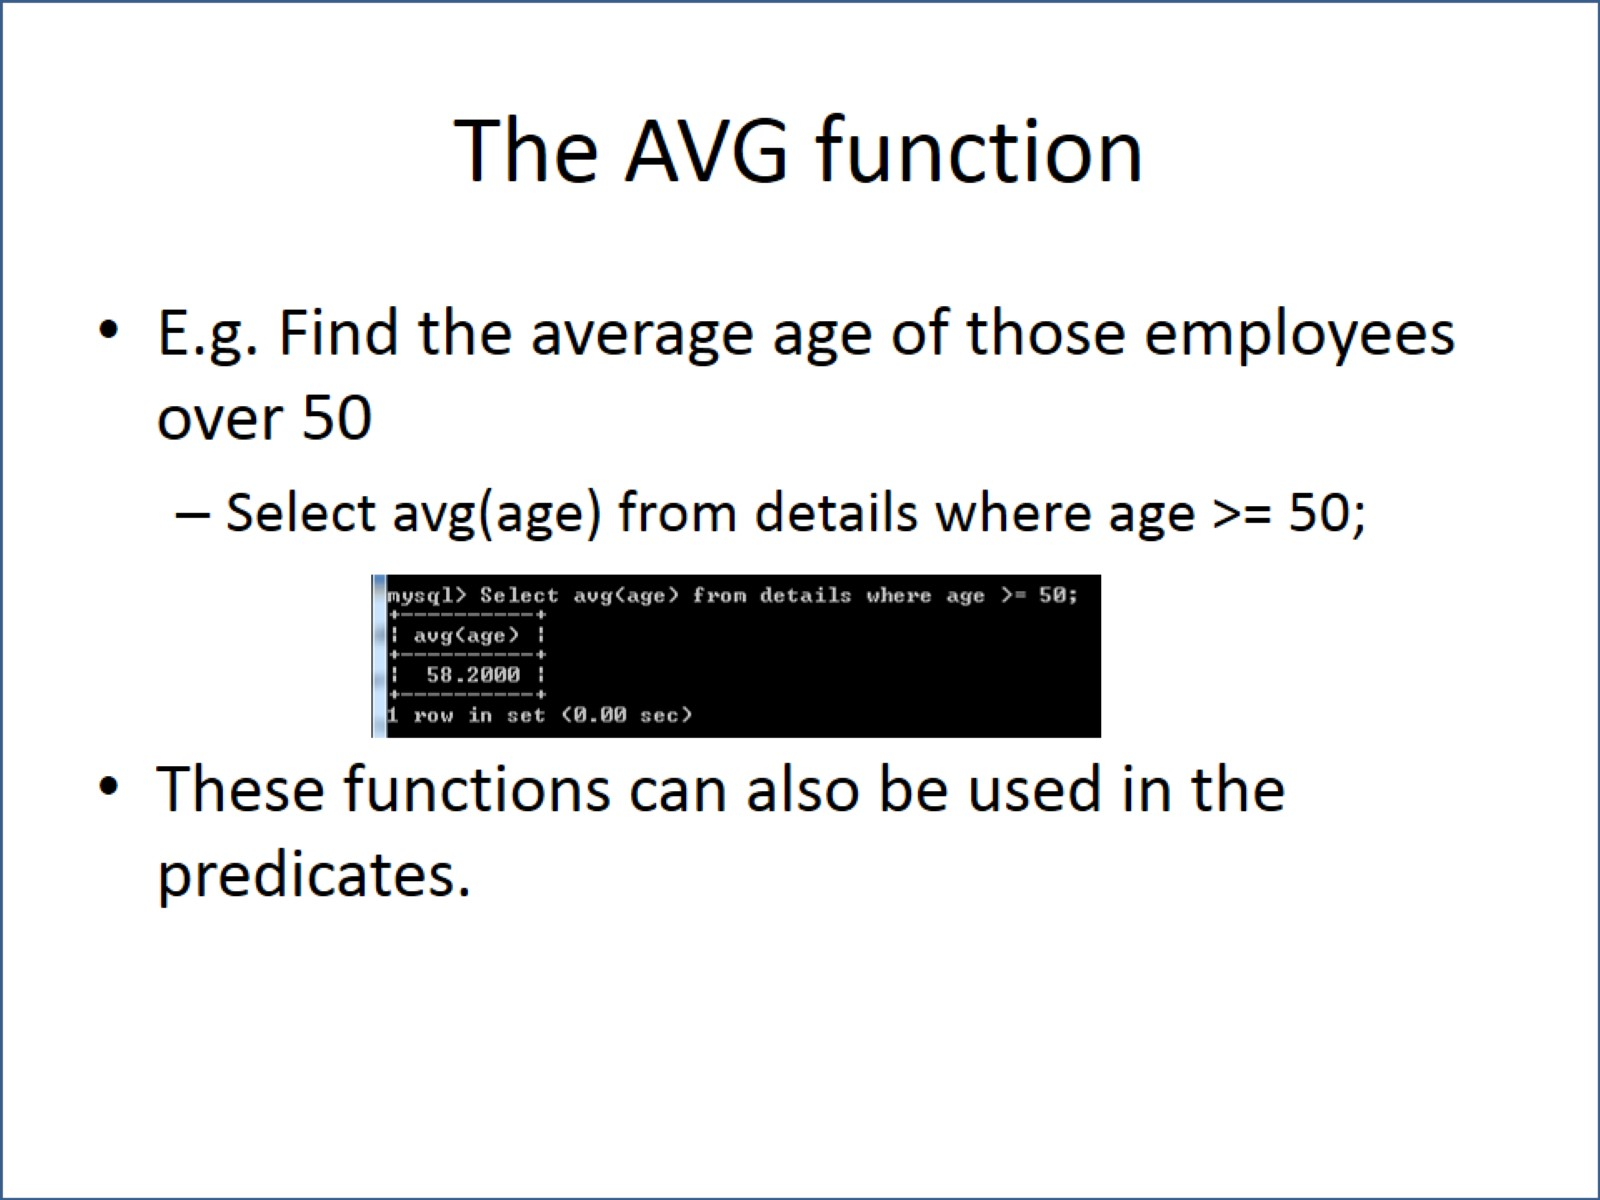 The AVG function
• E.g. Find the average age of those employees
over 50
– Select avg(age) from details where age >= 50;
mysql> Select avg(age) from details where age >= 50;
+----------+
| avg(age) |
+----------+
|  58.2000 |
+----------+
1 row in set (0.00 sec)
• These functions can also be used in the
predicates.